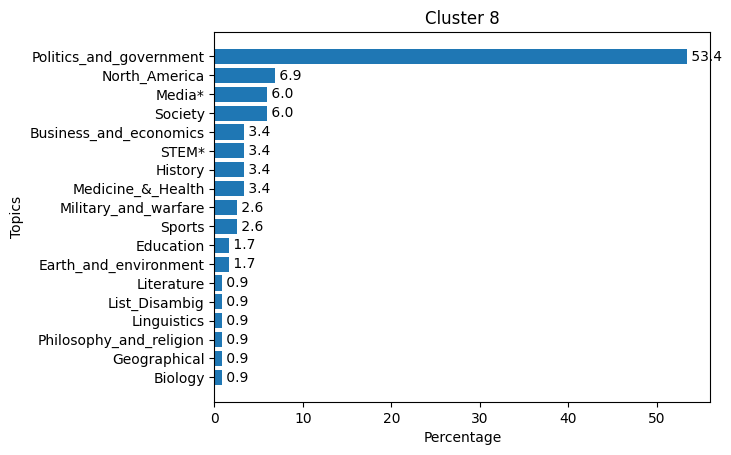 Cluster 8
Topics
Politics_and_government 53.4
North_America 6.9
Media* 6.0
Society 6.0
Business_and_economics 3.4
STEM* 3.4
History 3.4
Medicine_&_Health 3.4
Military_and_warfare 2.6
Sports 2.6
Education 1.7
Earth_and_environment 1.7
Literature 0.9
List_Disambig 0.9
Linguistics 0.9
Philosophy_and_religion 0.9
Geographical 0.9
Biology 0.9
0 10 20 30 40 50
Percentage